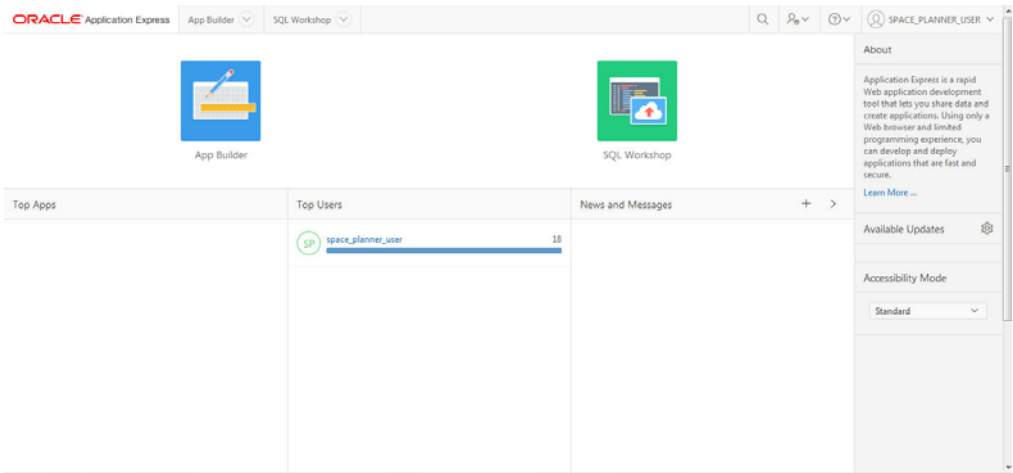 ORACLE Application Express App Builder SQL Workshop SPACE_PLANNER_USER
App Builder
SQL Workshop
Top Apps
Top Users
SP space_planner_user 18
News and Messages
About
Application Express is a rapid
Web application development
tool that lets you share data and
create applications. Using only a
Web browser and limited
programming experience, you
can develop and deploy
applications that are fast and
secure.
Learn More ...
Available Updates
Accessibility Mode
Standard